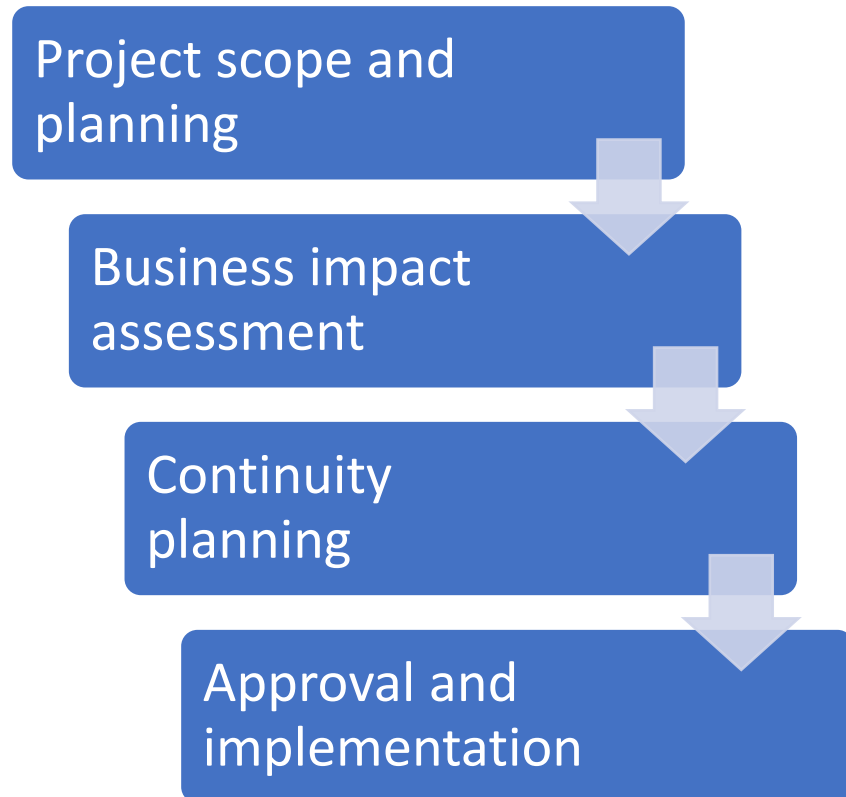 Project scope and
planning
Business impact
assessment
Continuity
planning
Approval and
implementation